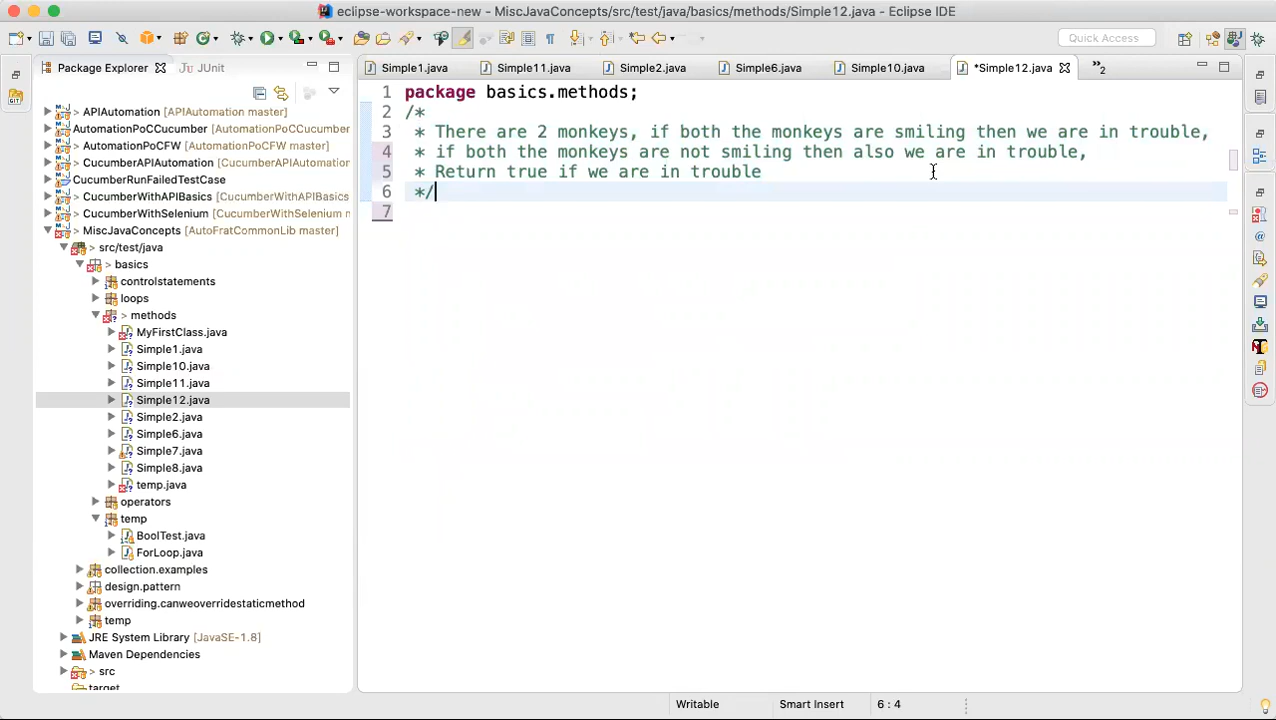 eclipse-workspace-new - MiscJavaConcepts/src/test/java/basics/methods/Simple12.java - Eclipse IDE
Quick Access
Package Explorer
JUnit
Simple1.java
Simple11.java
Simple2.java
Simple6.java
Simple10.java
*Simple12.java
»2
> APIAutomation [APIAutomation master]
AutomationPoCCucumber [AutomationPoCCucumber
> AutomationPoCFW [AutomationPoCFW master]
> CucumberAPIAutomation [CucumberAPIAutomation
CucumberRunFailedTestCase
> CucumberWithAPIBasics [CucumberWithAPIBasics
> CucumberWithSelenium [CucumberWithSelenium m
> MiscJavaConcepts [AutoFratCommonLib master]
> src/test/java
> basics
controlstatements
loops
> methods
MyFirstClass.java
Simple1.java
Simple10.java
Simple11.java
Simple12.java
Simple2.java
Simple6.java
Simple7.java
Simple8.java
temp.java
operators
temp
BoolTest.java
ForLoop.java
collection.examples
design.pattern
overriding.canweoverridestaticmethod
temp
JRE System Library [JavaSE-1.8]
Maven Dependencies
> src
target
1 package basics.methods;
2 /*
3 * There are 2 monkeys, if both the monkeys are smiling then we are in trouble,
4 * if both the monkeys are not smiling then also we are in trouble,
5 * Return true if we are in trouble
6 */
7
Writable
Smart Insert
6 : 4